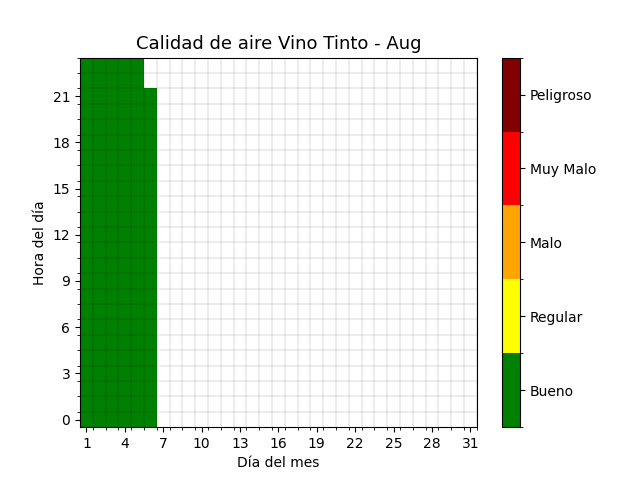 Calidad de aire Vino Tinto - Aug
Hora del día
21
18
15
12
9
6
3
0
1 4 7 10 13 16 19 22 25 28 31
Día del mes
Peligroso
Muy Malo
Malo
Regular
Bueno